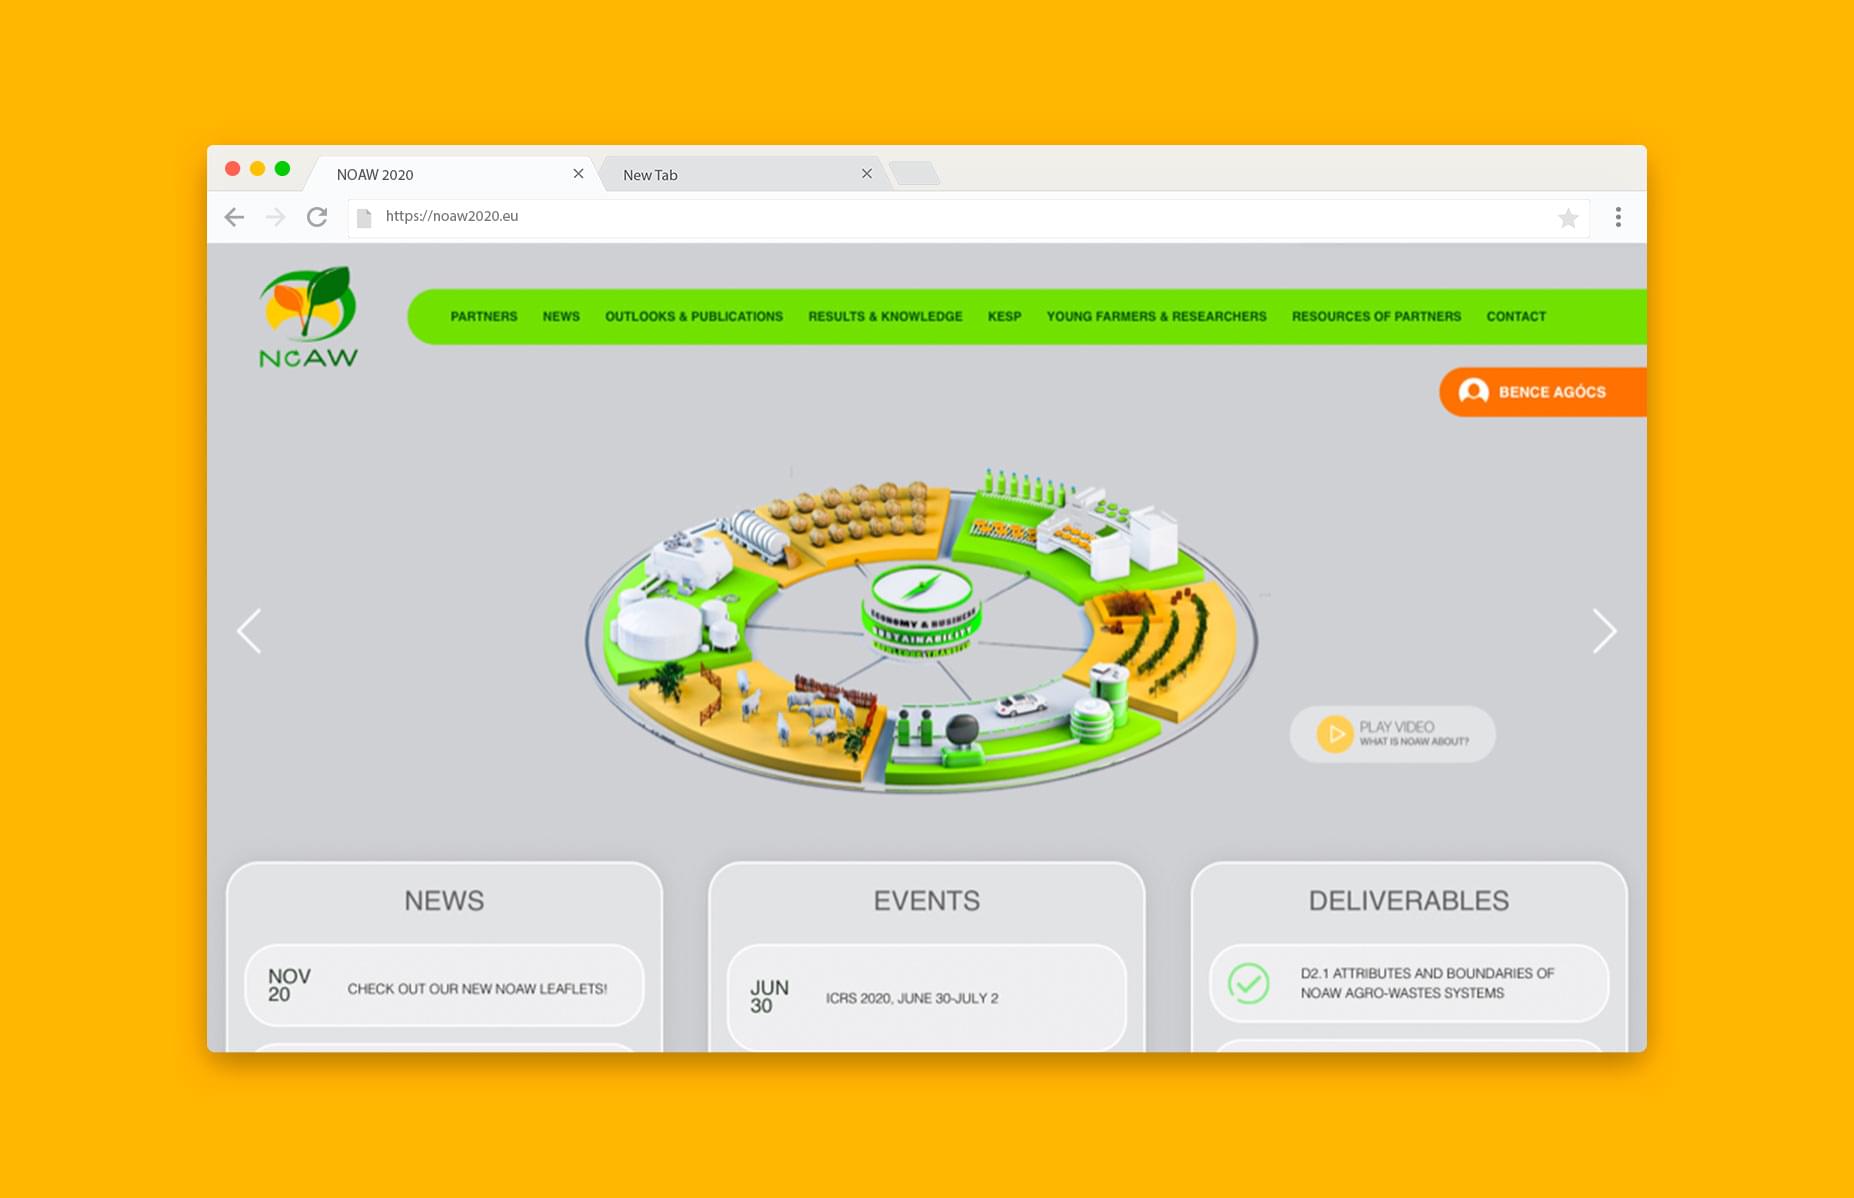 NOAW 2020
New Tab
https://noaw2020.eu
NOAW
PARTNERS NEWS OUTLOOKS & PUBLICATIONS RESULTS & KNOWLEDGE KESP YOUNG FARMERS & RESEARCHERS RESOURCES OF PARTNERS CONTACT
BENCE AGÓCS
ECONOMY & BUSINESS
SUSTAINABILITY
KNOWLEDGE TRANSFER
PLAY VIDEO
WHAT IS NOAW ABOUT?
NEWS
NOV
20
CHECK OUT OUR NEW NOAW LEAFLETS!
EVENTS
JUN
30
ICRS 2020, JUNE 30-JULY 2
DELIVERABLES
D2.1 ATTRIBUTES AND BOUNDARIES OF
NOAW AGRO-WASTES SYSTEMS